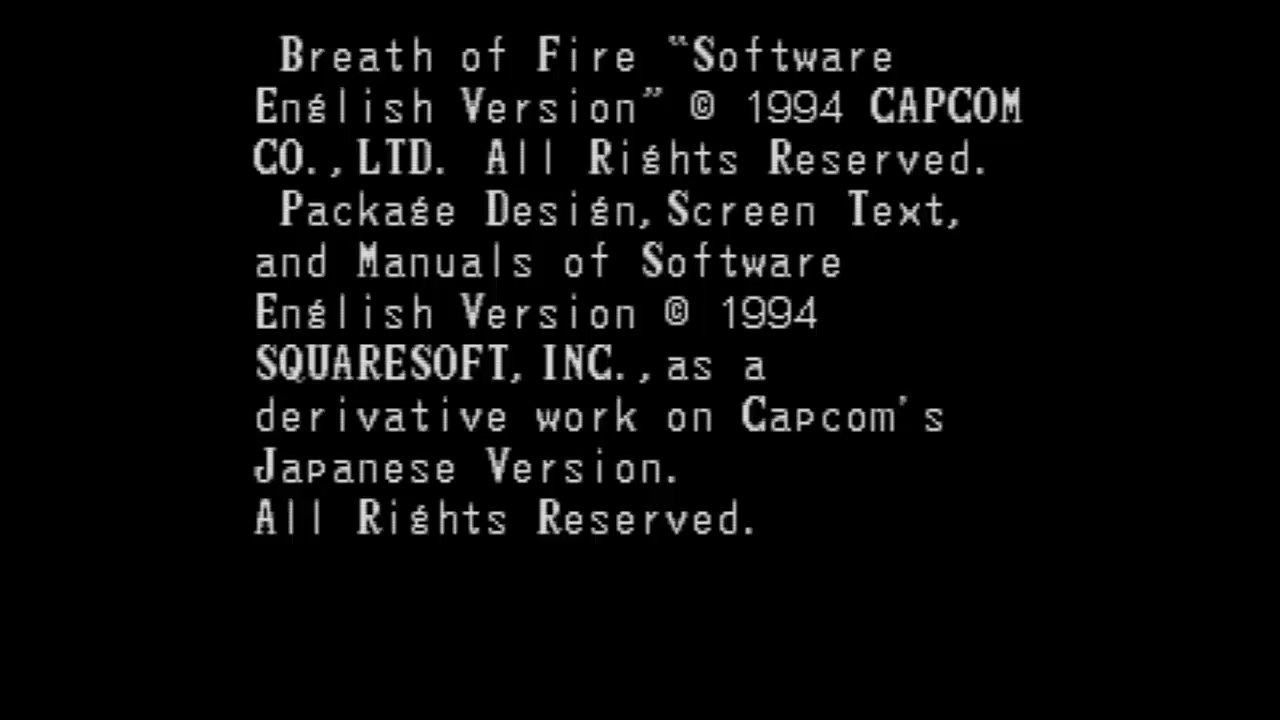 Breath of Fire “Software
English Version” © 1994 CAPCOM
CO.,LTD. All Rights Reserved.
Package Design,Screen Text,
and Manuals of Software
English Version © 1994
SQUARESOFT, INC.,as a
derivative work on Capcom's
Japanese Version.
All Rights Reserved.